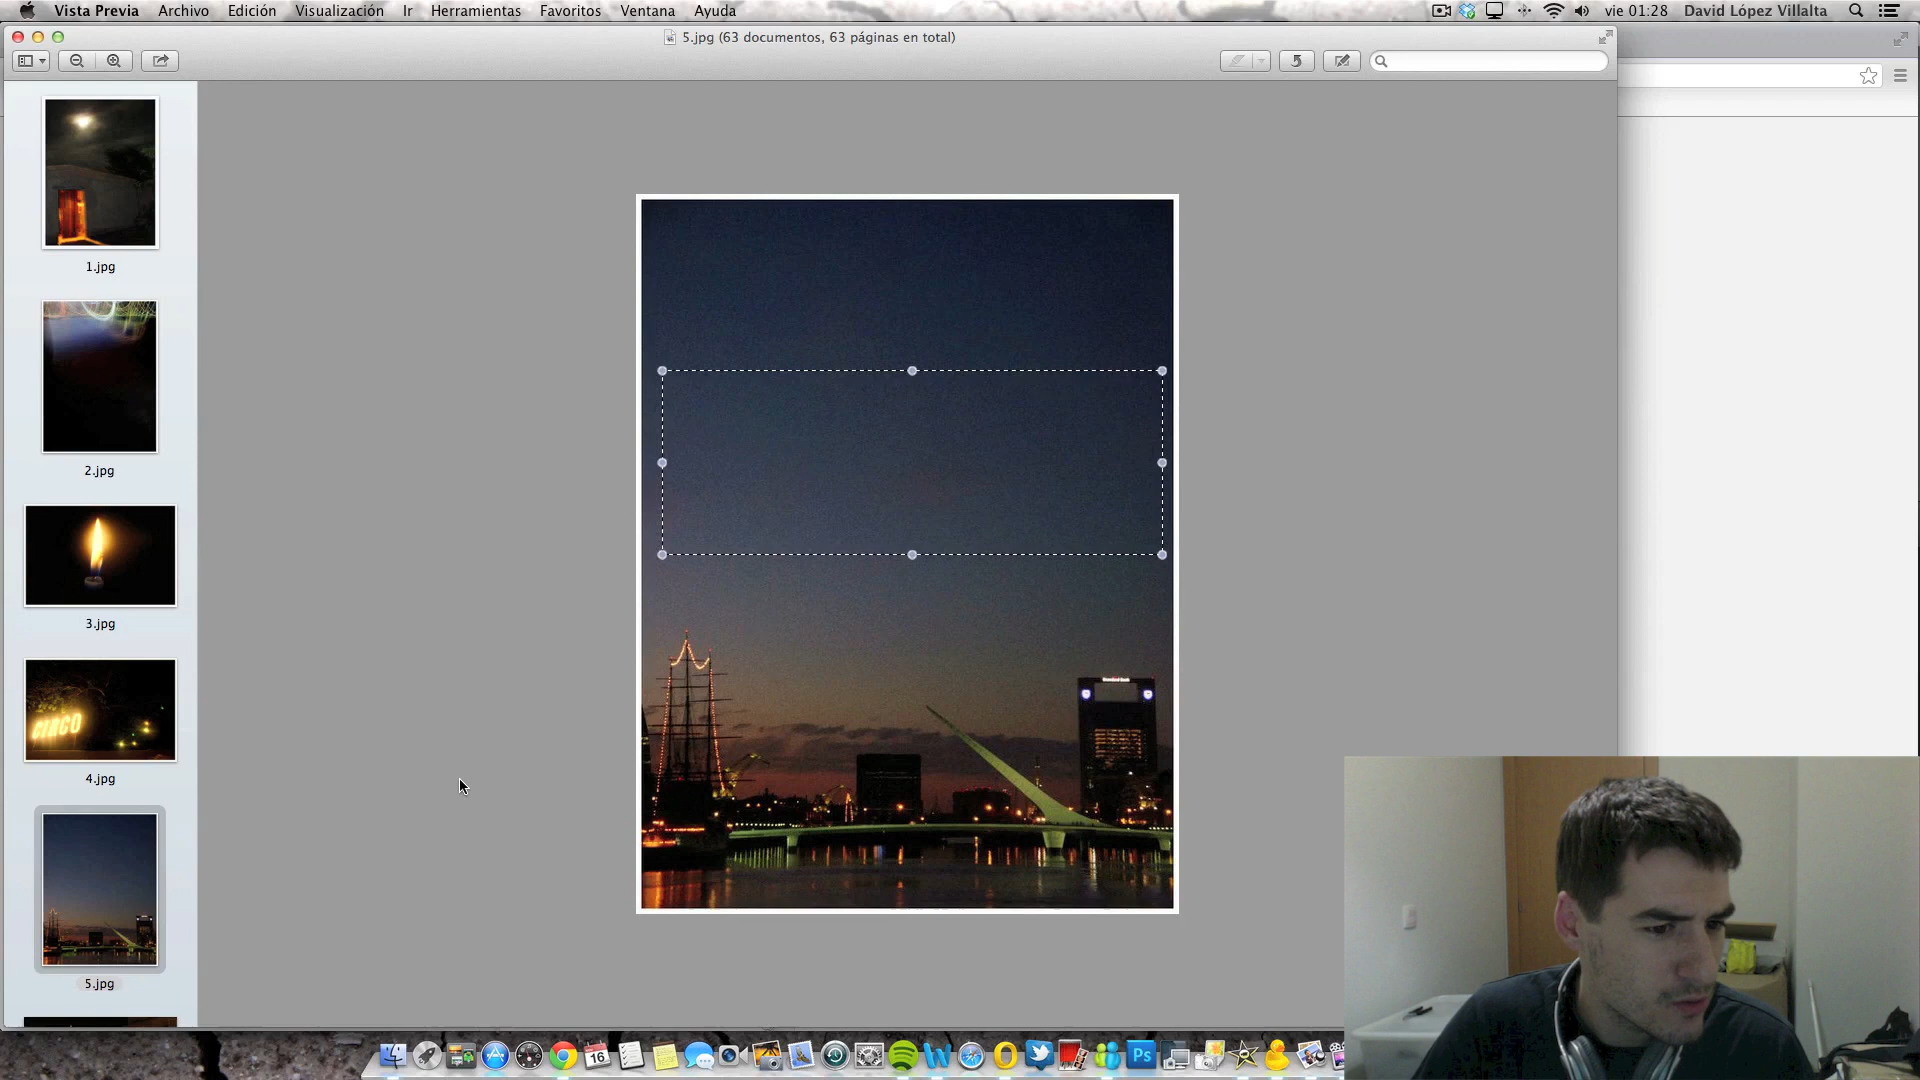 Vista Previa Archivo Edición Visualización Ir Herramientas Favoritos Ventana Ayuda vie 01:28 David López Villalta
5.jpg (63 documentos, 63 páginas en total)
1.jpg
2.jpg
3.jpg
CIRCO
4.jpg
5.jpg
16
Ps